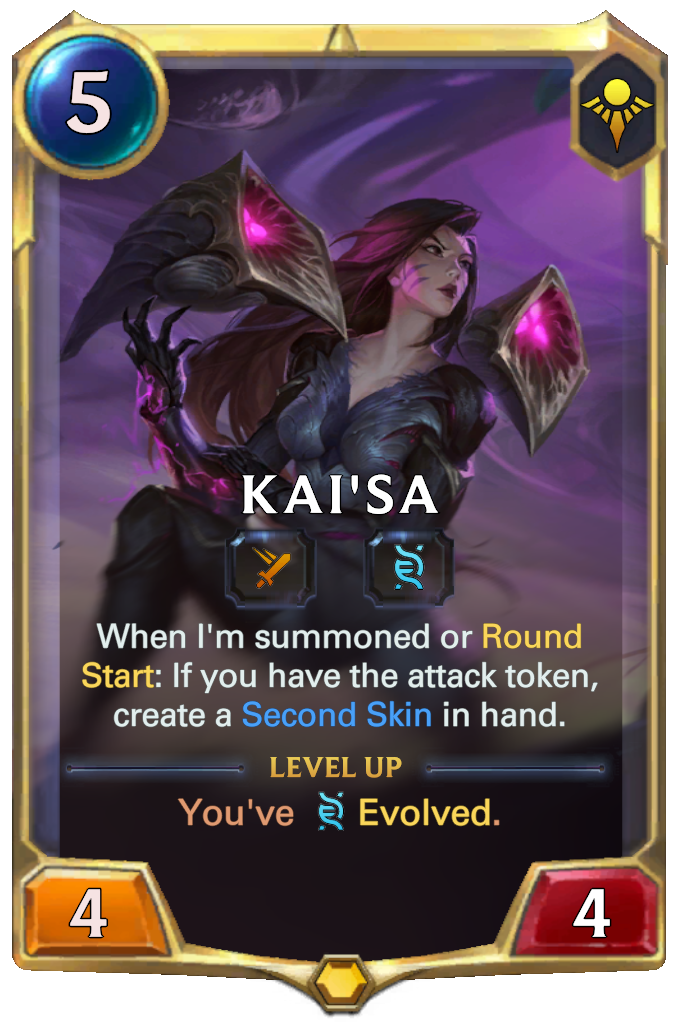 5
KAI'SA
When I'm summoned or Round
Start: If you have the attack token,
create a Second Skin in hand.
LEVEL UP
You've Evolved.
4 4